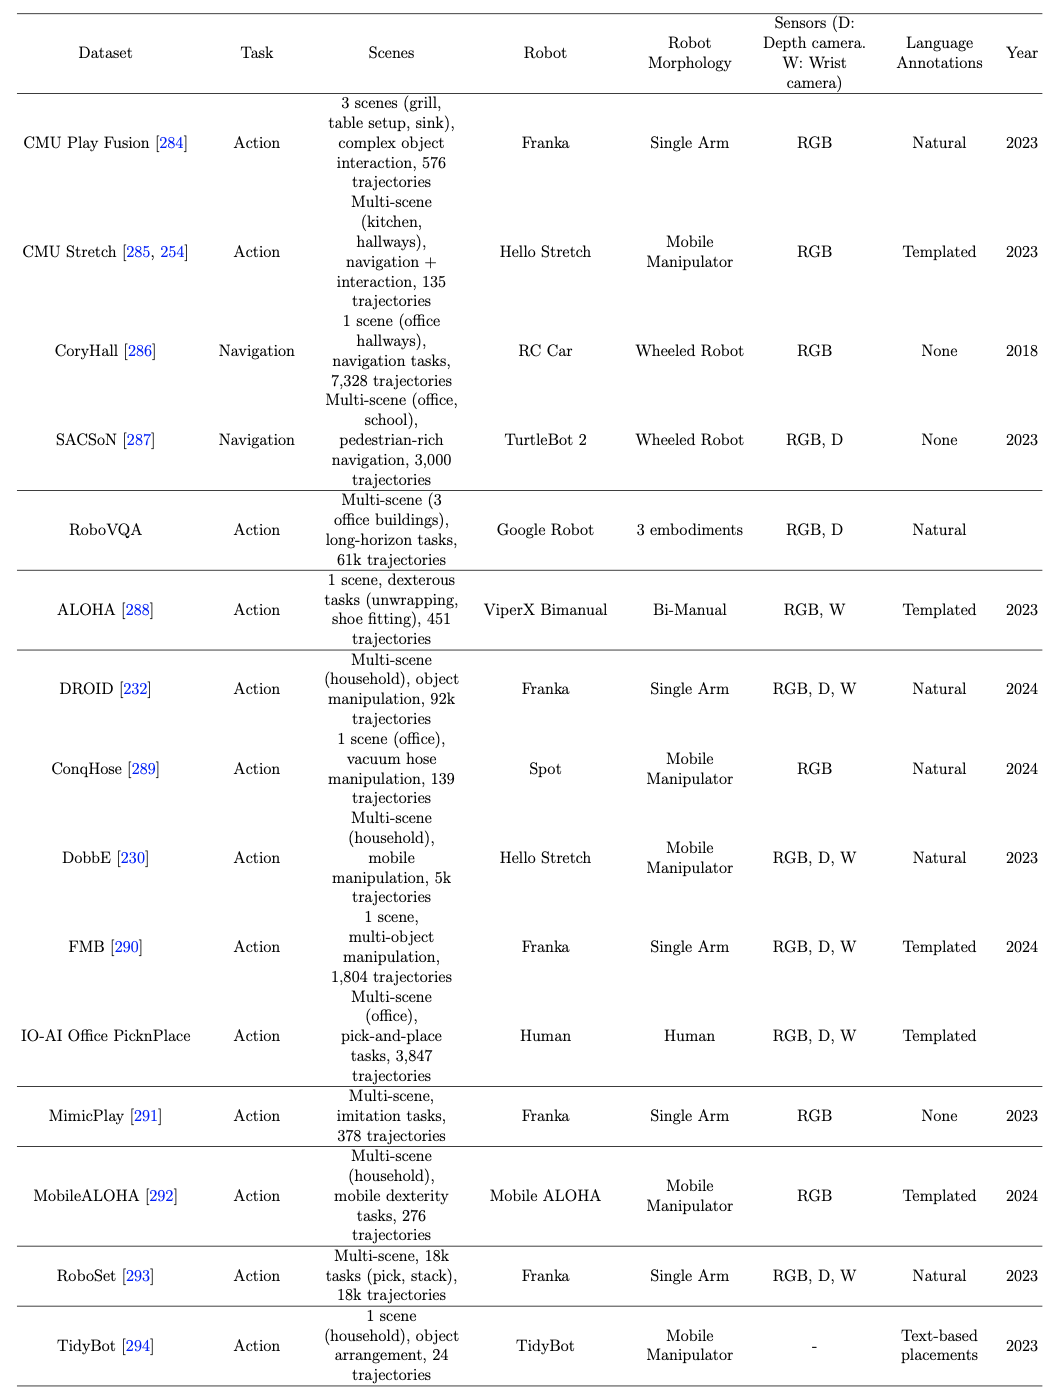 Dataset Task Scenes Robot Robot Morphology Sensors (D: Depth camera. W: Wrist camera) Language Annotations Year
CMU Play Fusion [284] Action 3 scenes (grill, table setup, sink), complex object interaction, 576 trajectories Franka Single Arm RGB Natural 2023
CMU Stretch [285, 254] Action Multi-scene (kitchen, hallways), navigation + interaction, 135 trajectories Hello Stretch Mobile Manipulator RGB Templated 2023
CoryHall [286] Navigation 1 scene (office hallways), navigation tasks, 7,328 trajectories RC Car Wheeled Robot RGB None 2018
SACSoN [287] Navigation Multi-scene (office, school), pedestrian-rich navigation, 3,000 trajectories TurtleBot 2 Wheeled Robot RGB, D None 2023
RoboVQA Action Multi-scene (3 office buildings), long-horizon tasks, 61k trajectories Google Robot 3 embodiments RGB, D Natural
ALOHA [288] Action 1 scene, dexterous tasks (unwrapping, shoe fitting), 451 trajectories ViperX Bimanual Bi-Manual RGB, W Templated 2023
DROID [232] Action Multi-scene (household), object manipulation, 92k trajectories Franka Single Arm RGB, D, W Natural 2024
ConqHose [289] Action 1 scene (office), vacuum hose manipulation, 139 trajectories Spot Mobile Manipulator RGB Natural 2024
DobbE [230] Action Multi-scene (household), mobile manipulation, 5k trajectories Hello Stretch Mobile Manipulator RGB, D, W Natural 2023
FMB [290] Action 1 scene, multi-object manipulation, 1,804 trajectories Franka Single Arm RGB, D, W Templated 2024
IO-AI Office PicknPlace Action Multi-scene (office), pick-and-place tasks, 3,847 trajectories Human Human RGB, D, W Templated
MimicPlay [291] Action Multi-scene, imitation tasks, 378 trajectories Franka Single Arm RGB None 2023
MobileALOHA [292] Action Multi-scene (household), mobile dexterity tasks, 276 trajectories Mobile ALOHA Mobile Manipulator RGB Templated 2024
RoboSet [293] Action Multi-scene, 18k tasks (pick, stack), 18k trajectories Franka Single Arm RGB, D, W Natural 2023
TidyBot [294] Action 1 scene (household), object arrangement, 24 trajectories TidyBot Mobile Manipulator - Text-based placements 2023